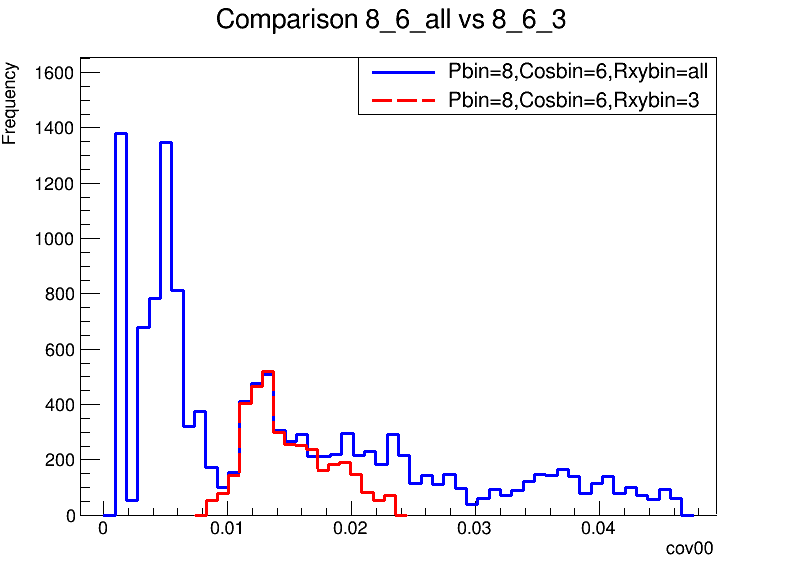 Comparison 8_6_all vs 8_6_3
Frequency
Pbin=8,Cosbin=6,Rxybin=all
Pbin=8,Cosbin=6,Rxybin=3
1600
1400
1200
1000
800
600
400
200
0
0 0.01 0.02 0.03 0.04
cov00